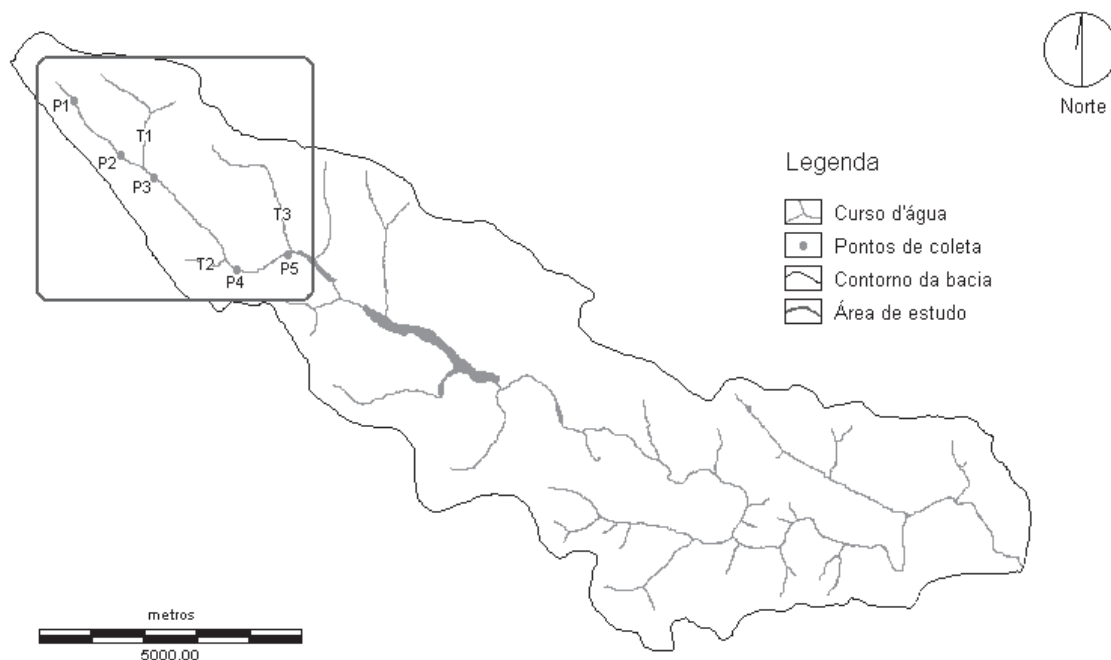 Norte
P1
T1
P2
P3
T3
T2
P4
P5
Legenda
Curso d'água
Pontos de coleta
Contorno da bacia
Área de estudo
metros
5000.00